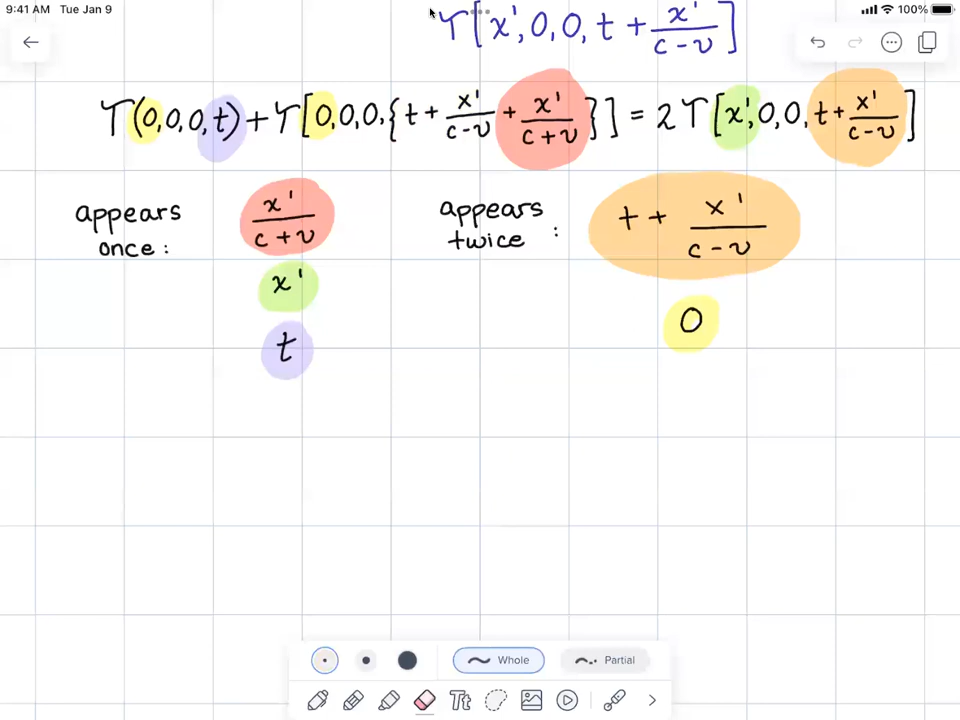 9:41 AM Tue Jan 9
100%
τ[x',0,0,t + x'/(c-v)]
τ(0,0,0,t) + τ[0,0,0,{t + x'/(c-v) + x'/(c+v)}] = 2τ[x',0,0,t + x'/(c-v)]
appears once: x'/(c+v)
x'
t
appears twice : t + x'/(c-v)
0
Whole
Partial
Tt